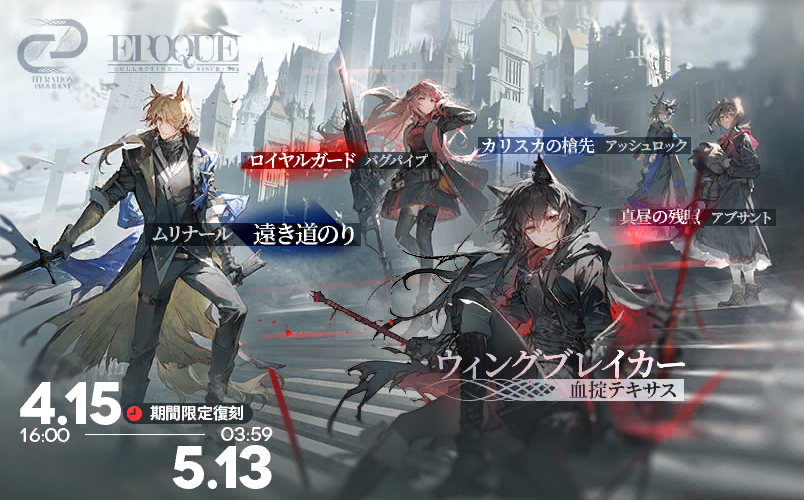 EPOQUE
COLLECTION
SINCE
ITERATION
PROVIDENT
ロイヤルガード バグパイプ
カリスカの槍先 アッシュロック
ムリナール 遠き道のり
真昼の残照 アブサント
ウィングブレイカー
血掟テキサス
4.15 期間限定復刻
16:00 03:59
5.13